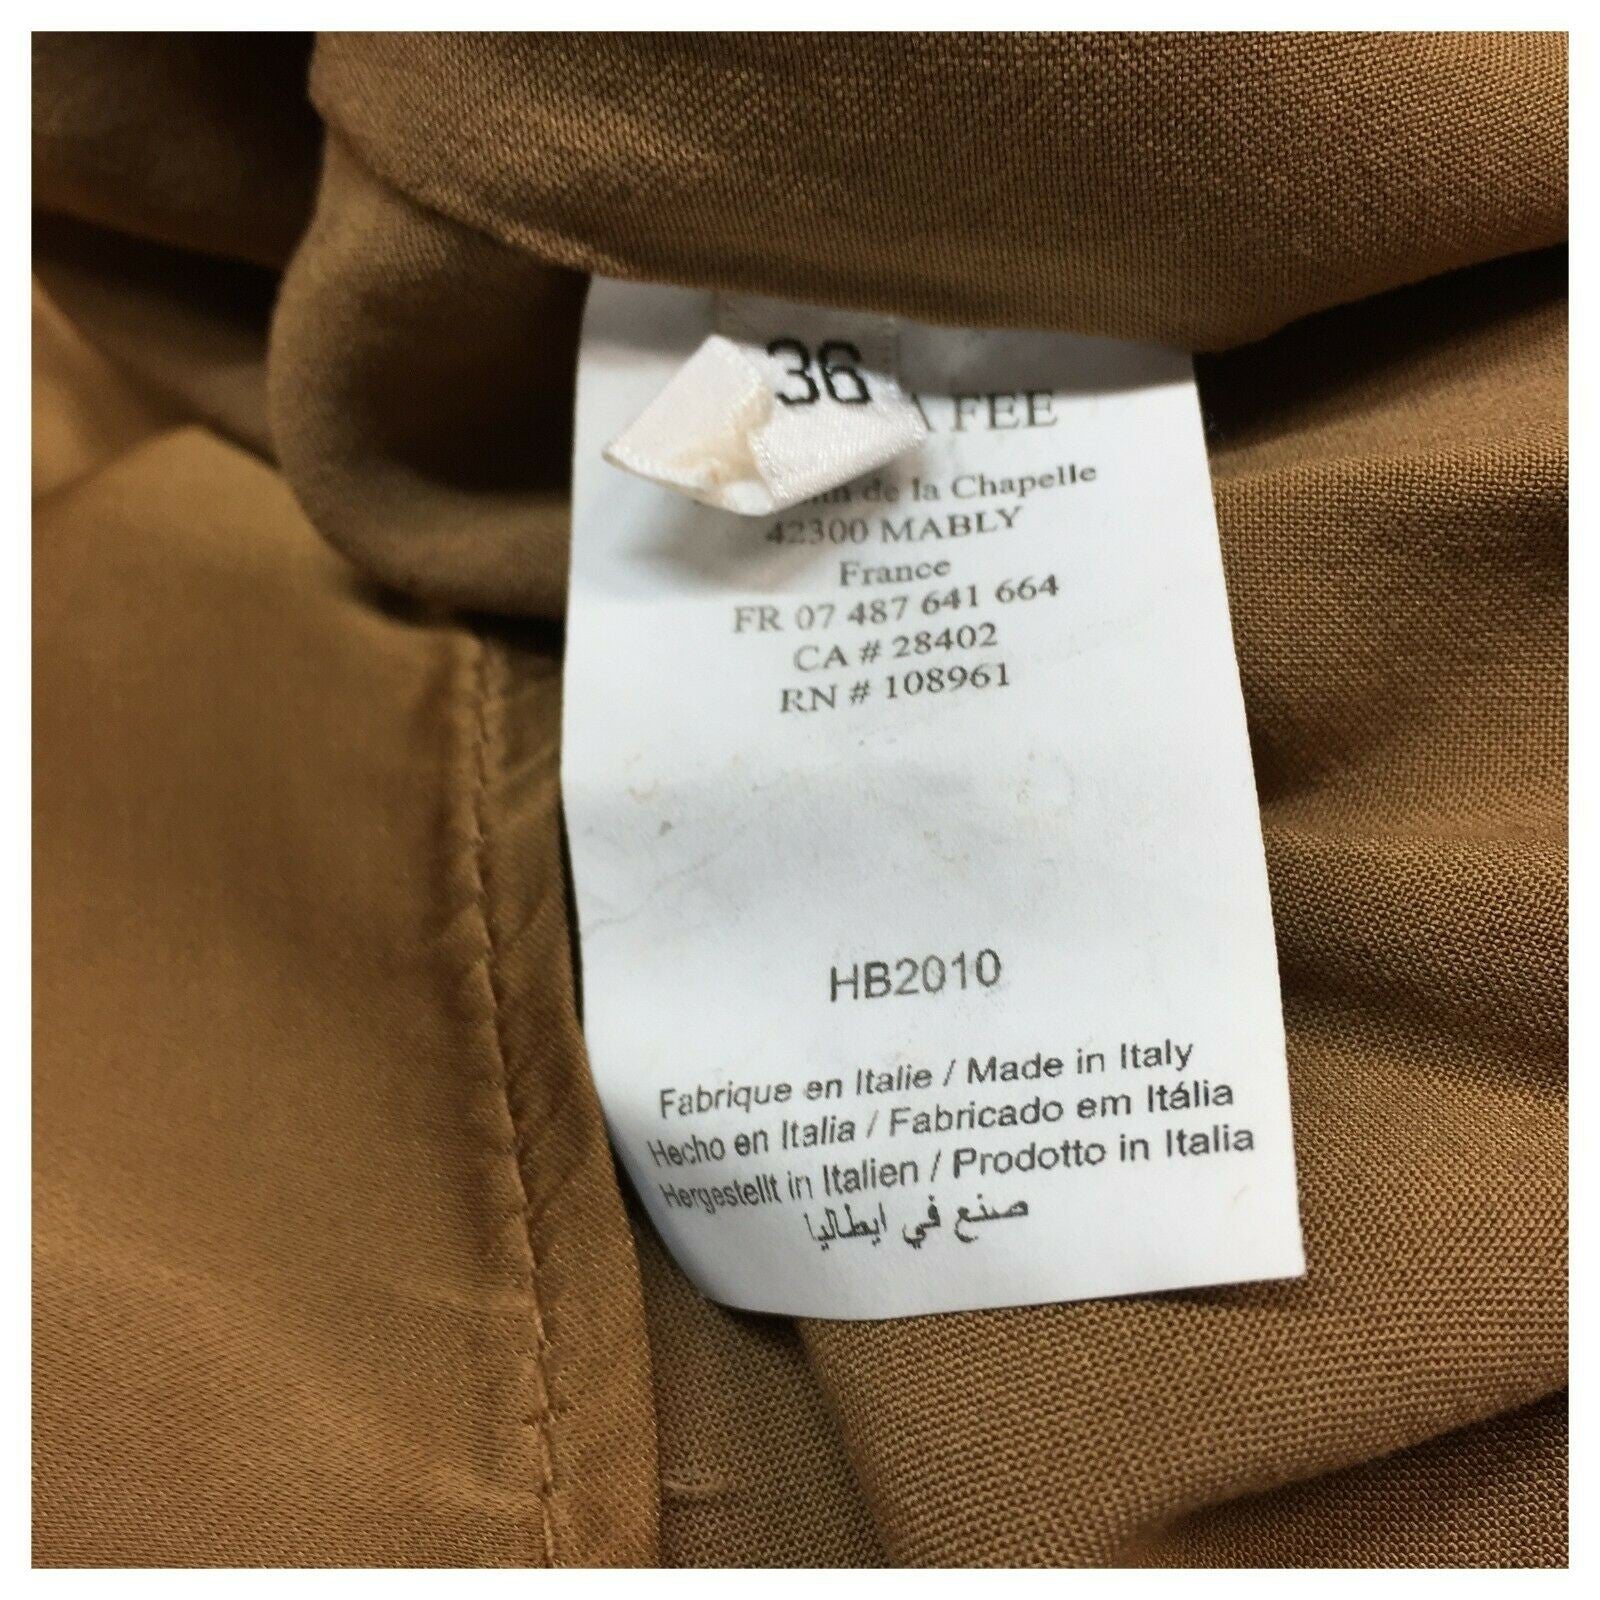 36
FEE
de la Chapelle
42300 MABLY
France
FR 07 487 641 664
CA # 28402
RN # 108961
HB2010
Fabrique en Italie / Made in Italy
Hecho en Italia / Fabricado em Itália
Hergestellt in Italien / Prodotto in Italia
صنع في ايطاليا